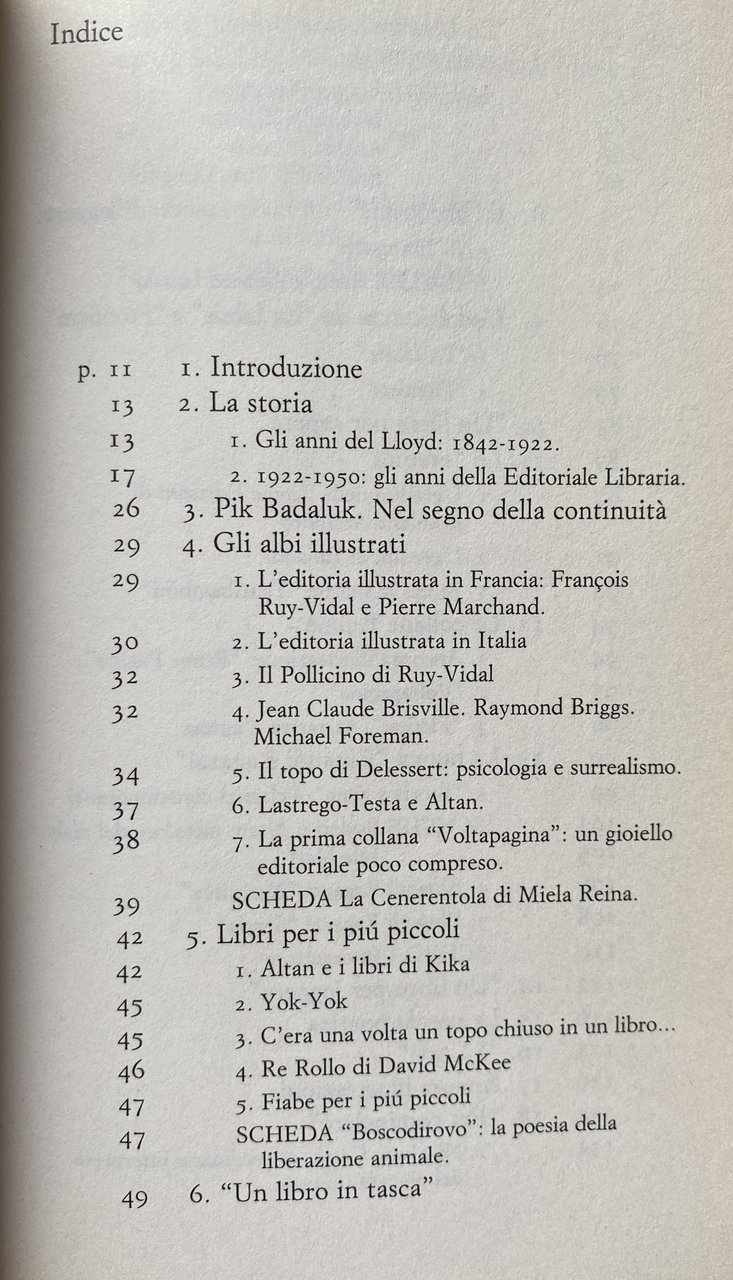 Indice
p. 11 1. Introduzione
13 2. La storia
13 1. Gli anni del Lloyd: 1842-1922.
17 2. 1922-1950: gli anni della Editoriale Libraria.
26 3. Pik Badaluk. Nel segno della continuità
29 4. Gli albi illustrati
29 1. L'editoria illustrata in Francia: François
Ruy-Vidal e Pierre Marchand.
30 2. L'editoria illustrata in Italia
32 3. Il Pollicino di Ruy-Vidal
32 4. Jean Claude Brisville. Raymond Briggs.
Michael Foreman.
34 5. Il topo di Delessert: psicologia e surrealismo.
37 6. Lastrego-Testa e Altan.
38 7. La prima collana “Voltapagina”: un gioiello
editoriale poco compreso.
39 SCHEDA La Cenerentola di Miela Reina.
42 5. Libri per i piú piccoli
42 1. Altan e i libri di Kika
45 2. Yok-Yok
45 3. C'era una volta un topo chiuso in un libro...
46 4. Re Rollo di David McKee
47 5. Fiabe per i piú piccoli
47 SCHEDA “Boscodirovo”: la poesia della
liberazione animale.
49 6. “Un libro in tasca”